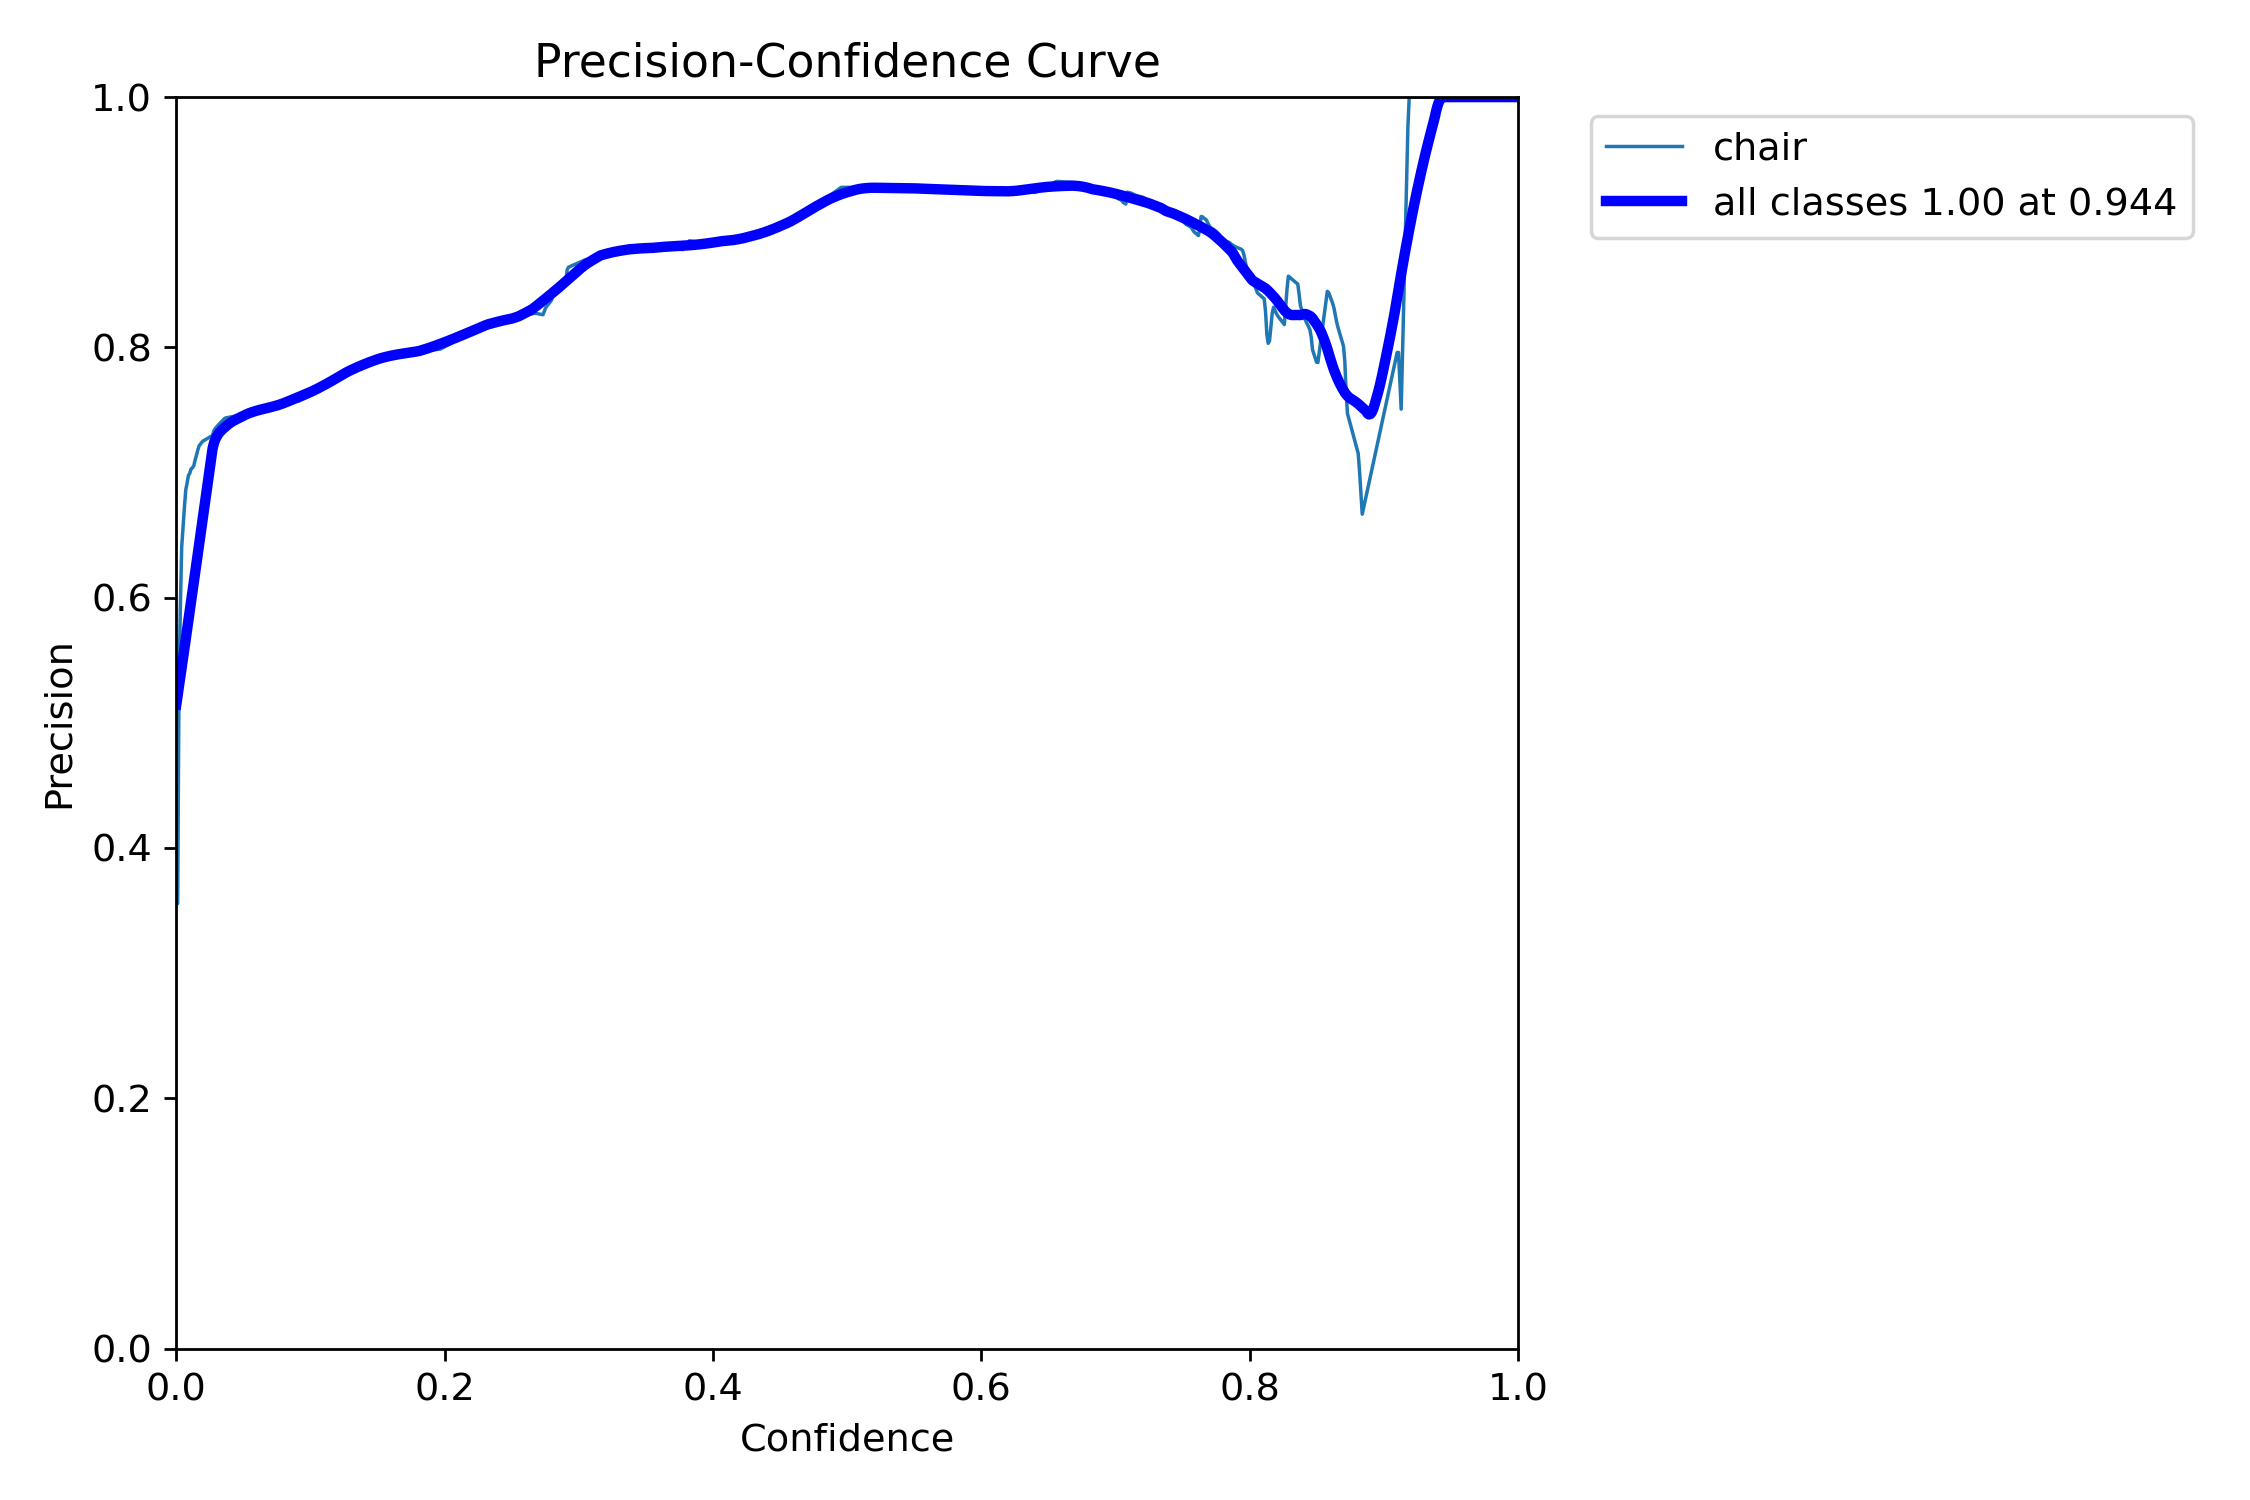 Precision-Confidence Curve
1.0
0.8
0.6
0.4
0.2
0.0
Precision
0.0 0.2 0.4 0.6 0.8 1.0
Confidence
chair
all classes 1.00 at 0.944